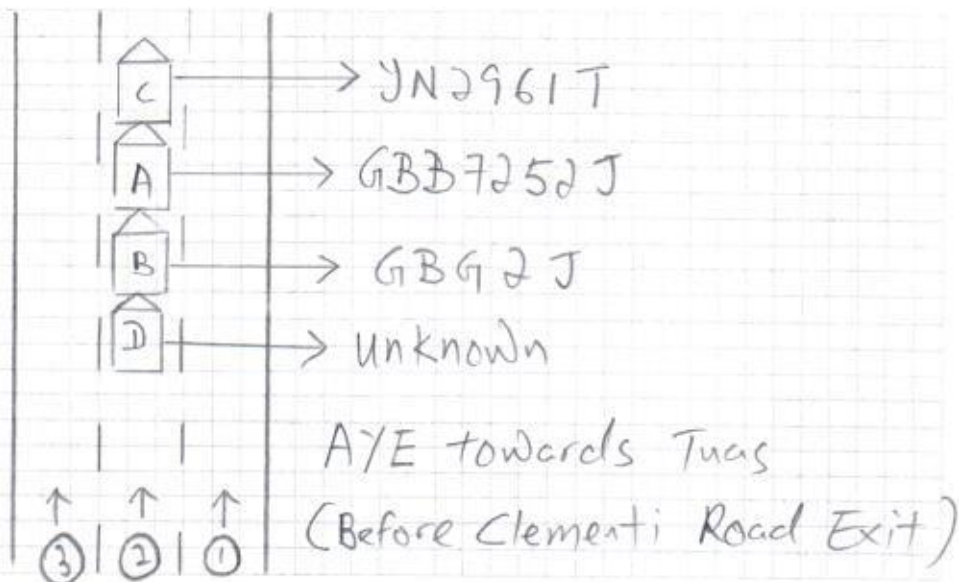 C → YN2961T
A → GBB7252J
B → GBG2J
D → unknown
AYE towards Tuas
(Before Clementi Road Exit)
↑ ↑ ↑
③ ② ①